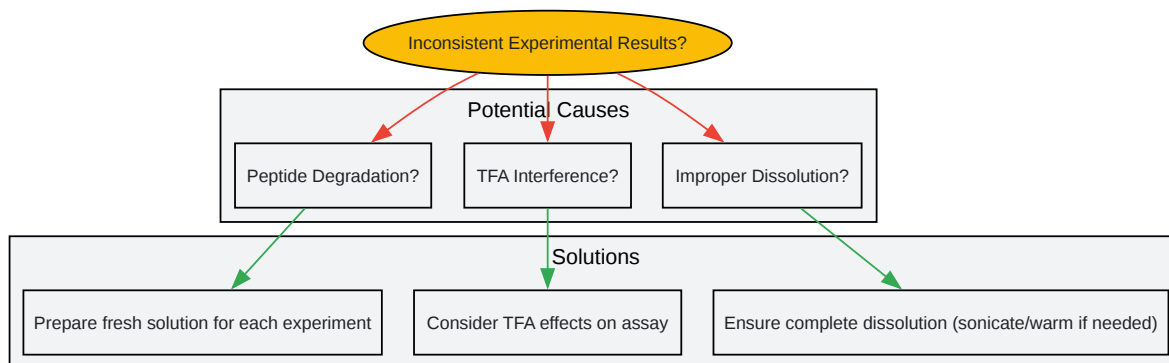 Inconsistent Experimental Results?
Potential Causes
Peptide Degradation?
TFA Interference?
Improper Dissolution?
Solutions
Prepare fresh solution for each experiment
Consider TFA effects on assay
Ensure complete dissolution (sonicate/warm if needed)